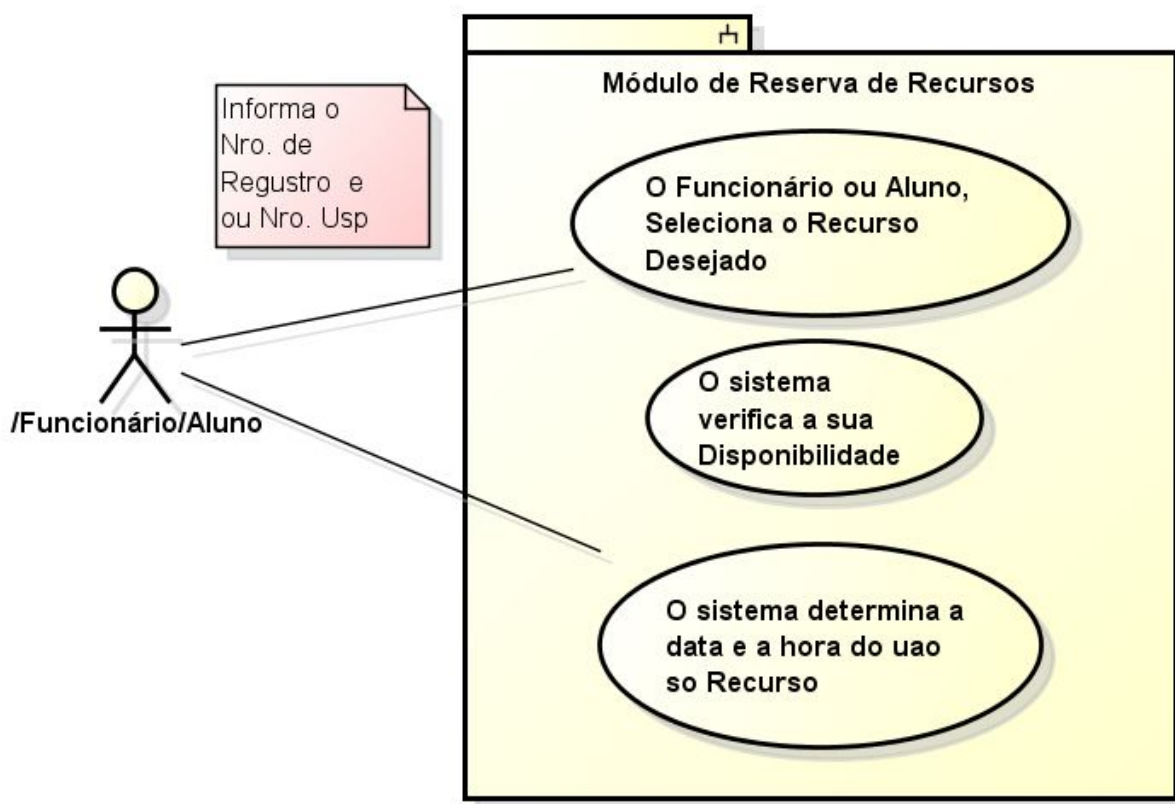 Módulo de Reserva de Recursos
Informa o
Nro. de
Regustro e
ou Nro. Usp
O Funcionário ou Aluno,
Seleciona o Recurso
Desejado
/Funcionário/Aluno
O sistema
verifica a sua
Disponibilidade
O sistema determina a
data e a hora do uao
so Recurso